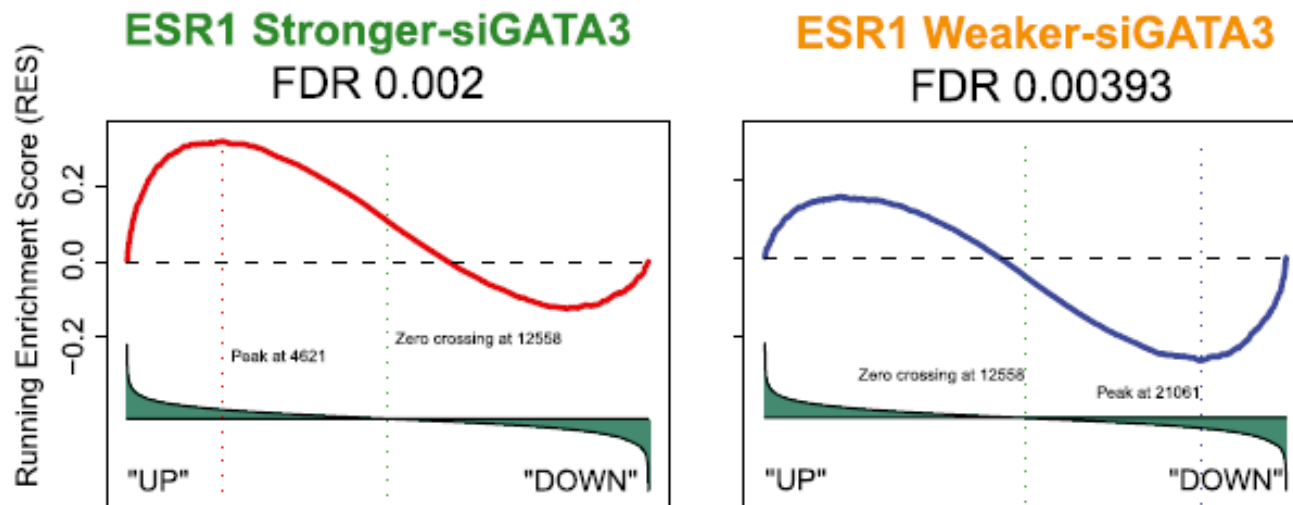 ESR1 Stronger-siGATA3
FDR 0.002
Running Enrichment Score (RES)
0.2
0.0
−0.2
Peak at 4621
Zero crossing at 12558
"UP"
"DOWN"
ESR1 Weaker-siGATA3
FDR 0.00393
Zero crossing at 12558
Peak at 21061
"UP"
"DOWN"